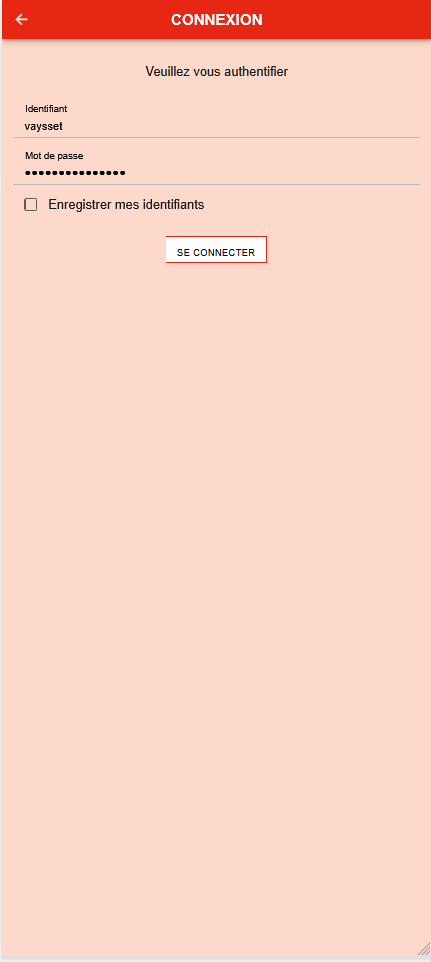 CONNEXION
Veuillez vous authentifier
Identifiant
vaysset
Mot de passe
•••••••••••••••
Enregistrer mes identifiants
SE CONNECTER